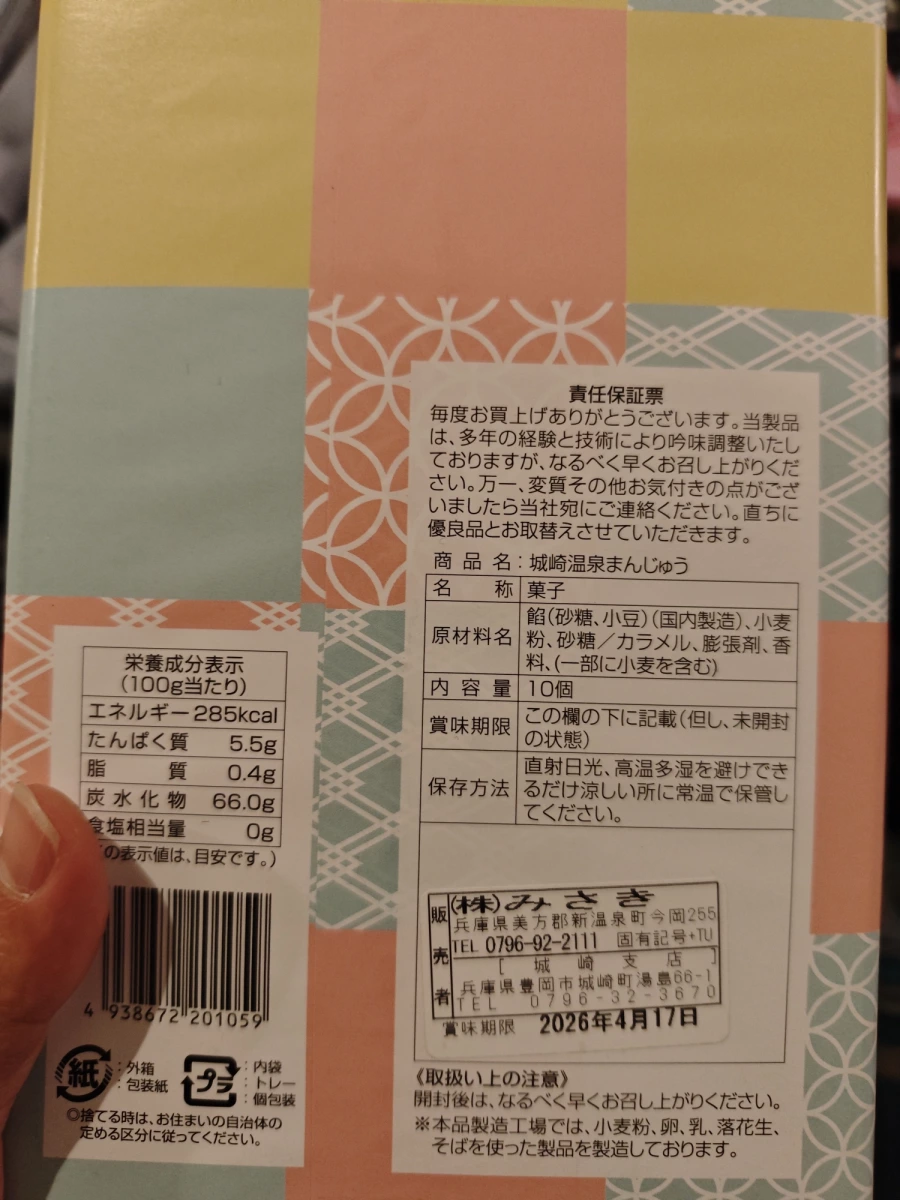 責任保証票
毎度お買上げありがとうございます。当製品
は、多年の経験と技術により吟味調整いたし
ておりますが、なるべく早くお召し上がりくだ
さい。万一、変質その他お気付きの点がござ
いましたら当社宛にご連絡ください。直ちに
優良品とお取替えさせていただきます。
商品名：城崎温泉まんじゅう
名称 菓子
原材料名 餡(砂糖、小豆)(国内製造)、小麦
粉、砂糖／カラメル、膨張剤、香
料、(一部に小麦を含む)
内容量 10個
賞味期限 この欄の下に記載(但し、未開封
の状態)
保存方法 直射日光、高温多湿を避けでき
るだけ涼しい所に常温で保管し
てください。
販売者 (株)みさき
兵庫県美方郡新温泉町今岡255
TEL 0796-92-2111 固有記号+TU
[城崎支店]
兵庫県豊岡市城崎町湯島66-1
TEL 0796-32-3670
賞味期限 2026年4月17日
《取扱い上の注意》
開封後は、なるべく早くお召し上がりください。
※本品製造工場では、小麦粉、卵、乳、落花生、
そばを使った製品を製造しております。
栄養成分表示
(100g当たり)
エネルギー 285kcal
たんぱく質 5.5g
脂質 0.4g
炭水化物 66.0g
食塩相当量 0g
の表示値は、目安です。)
4 938672 201059
紙 ：外箱
：包装紙
プラ ：内袋
：トレー
：個包装
◎捨てる時は、お住まいの自治体の
定める区分に従ってください。